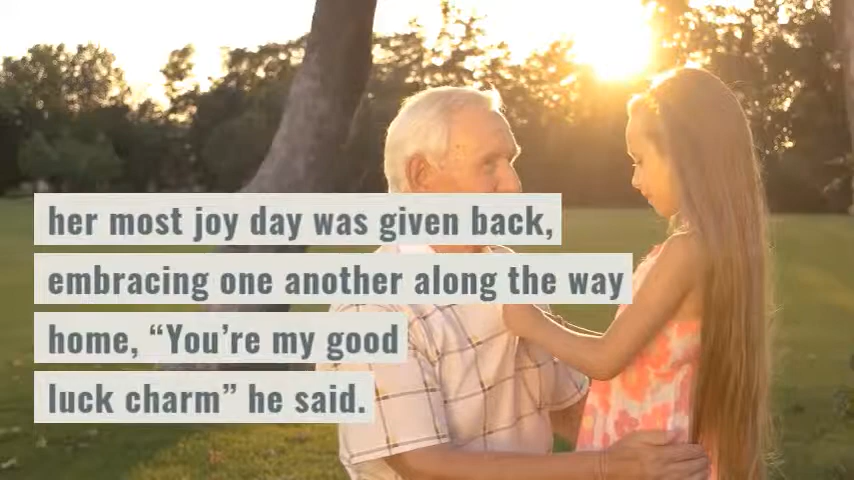 her most joy day was given back,
embracing one another along the way
home, “You’re my good
luck charm” he said.